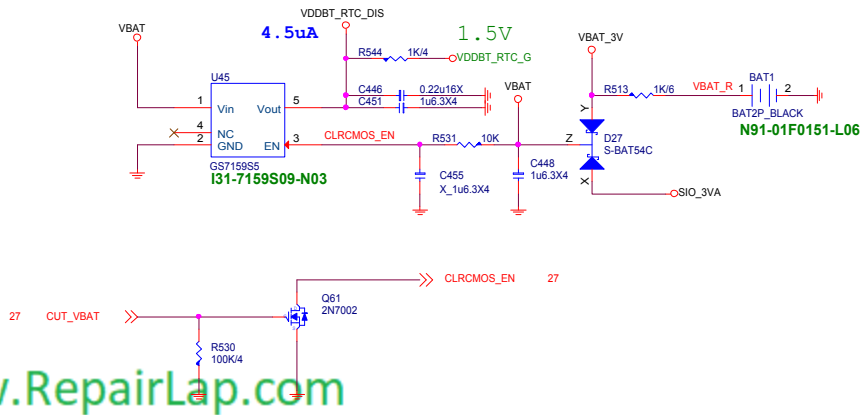 VDDBT_RTC_DIS
VBAT
4.5uA
1.5V
VBAT_3V
R544
1K/4
VDDBT_RTC_G
U45
C446
0.22u16X
C451
1u6.3X4
VBAT
R513
1K/6
VBAT_R
BAT1
1
2
BAT2P_BLACK
N91-01F0151-L06
1
Vin
Vout
5
4
NC
2
GND
EN
3
CLRCMOS_EN
R531
10K
Z
Y
X
D27
S-BAT54C
GS7159S5
I31-7159S09-N03
C455
X_1u6.3X4
C448
1u6.3X4
SIO_3VA
CLRCMOS_EN
27
27
CUT_VBAT
Q61
2N7002
R530
100K/4
v.RepairLap.com